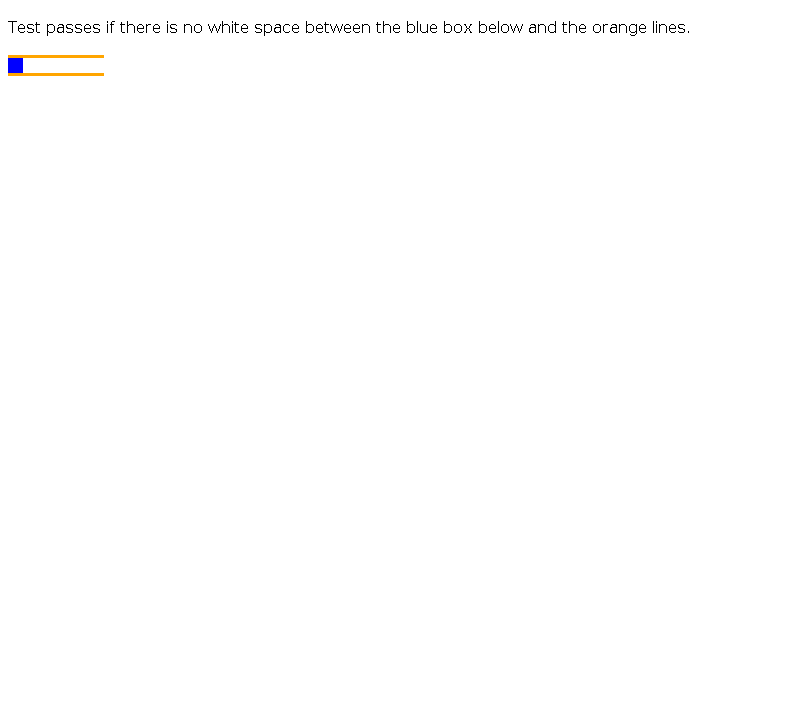 Test passes if there is no white space between the blue box below and the orange lines.